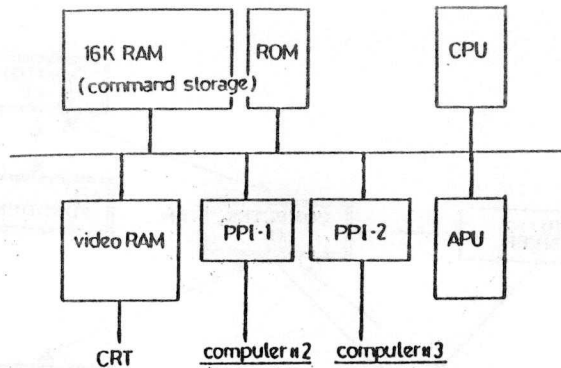 16K RAM
(command storage)
ROM
CPU
video RAM
PPI-1
PPI-2
APU
CRT
computer#2
computer#3